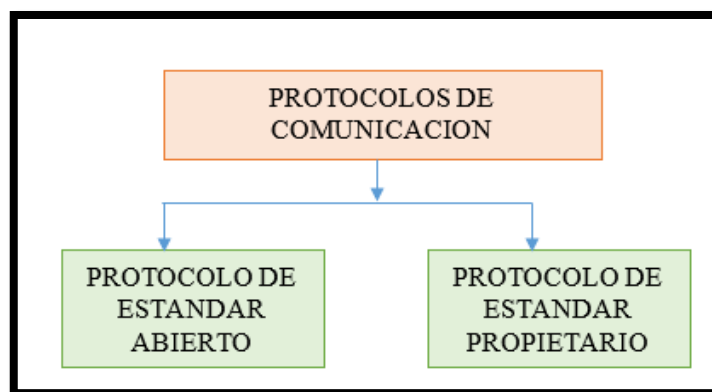 PROTOCOLOS DE
COMUNICACION
PROTOCOLO DE
ESTANDAR
ABIERTO
PROTOCOLO DE
ESTANDAR
PROPIETARIO